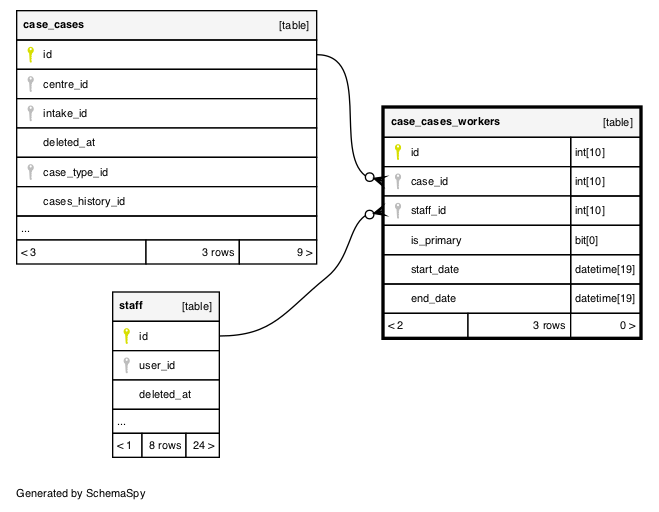 case_cases [table]
id
centre_id
intake_id
deleted_at
case_type_id
cases_history_id
...
< 3 3 rows 9 >
case_cases_workers [table]
id int[10]
case_id int[10]
staff_id int[10]
is_primary bit[0]
start_date datetime[19]
end_date datetime[19]
< 2 3 rows 0 >
staff [table]
id
user_id
deleted_at
...
< 1 8 rows 24 >
Generated by SchemaSpy